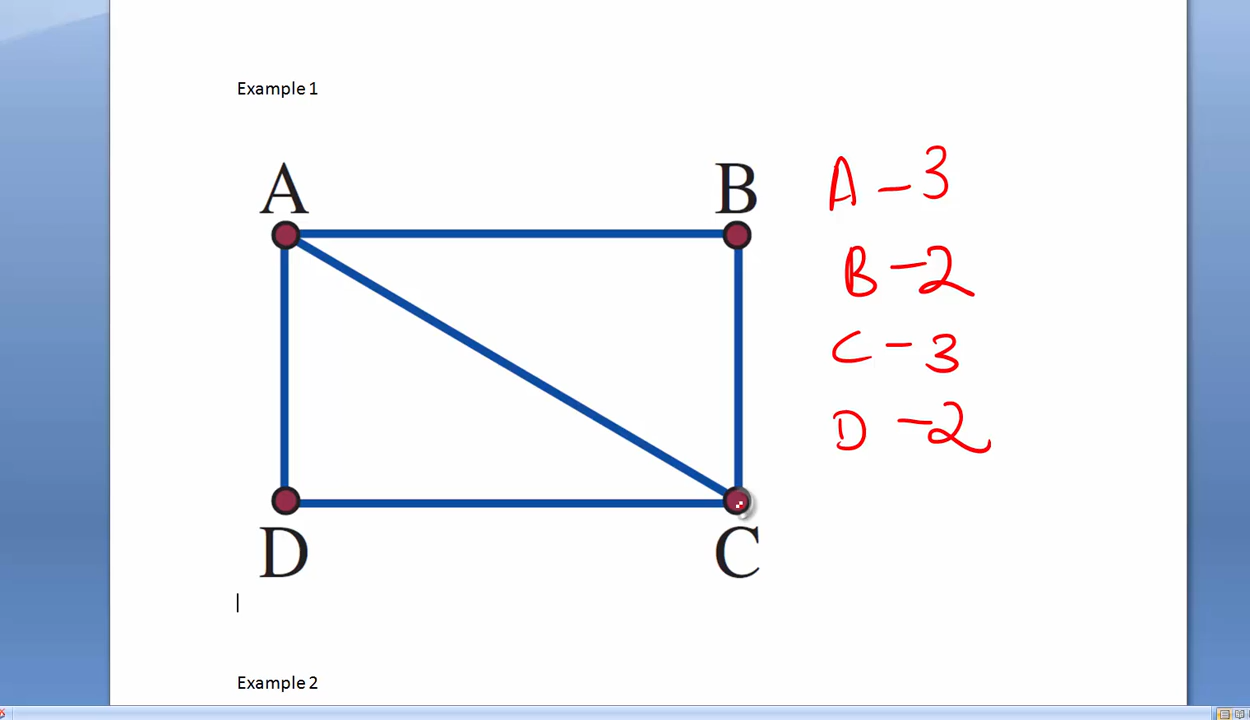 Example 1
A B
D C
A - 3
B - 2
C - 3
D - 2
Example 2